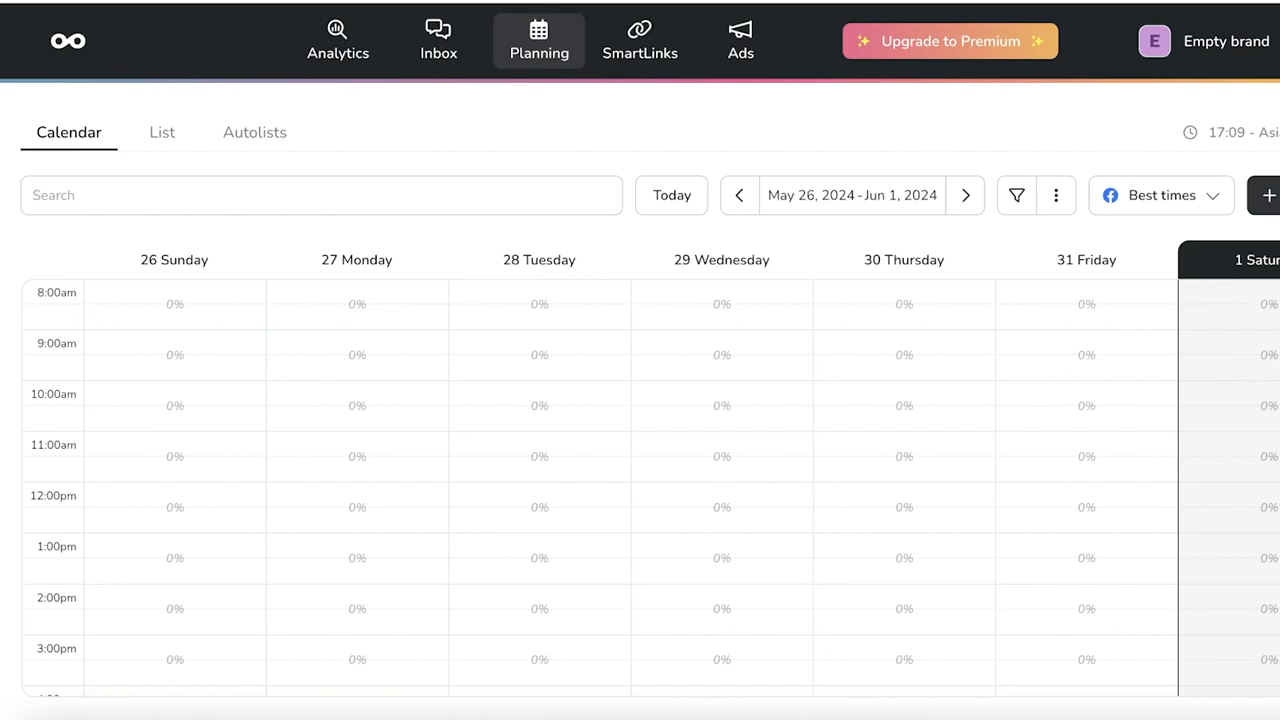 Analytics Inbox Planning SmartLinks Ads Upgrade to Premium E Empty brand
Calendar List Autolists 17:09 - Asi
Search Today May 26, 2024 - Jun 1, 2024 Best times
26 Sunday 27 Monday 28 Tuesday 29 Wednesday 30 Thursday 31 Friday 1 Satur
8:00am 0% 0% 0% 0% 0% 0% 0%
9:00am 0% 0% 0% 0% 0% 0% 0%
10:00am 0% 0% 0% 0% 0% 0% 0%
11:00am 0% 0% 0% 0% 0% 0% 0%
12:00pm 0% 0% 0% 0% 0% 0% 0%
1:00pm 0% 0% 0% 0% 0% 0% 0%
2:00pm 0% 0% 0% 0% 0% 0% 0%
3:00pm 0% 0% 0% 0% 0% 0% 0%